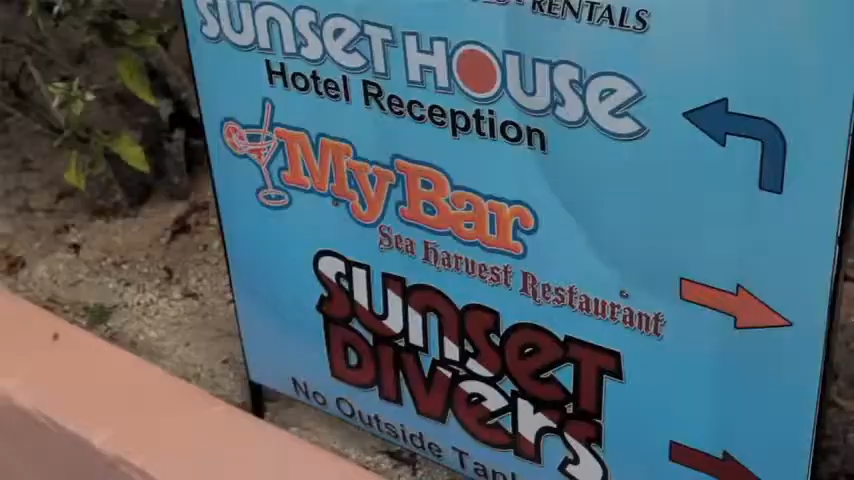 RENTALS
SUNSET HOUSE
Hotel Reception
My Bar
Sea Harvest Restaurant
SUNSET
DIVERS
No Outside